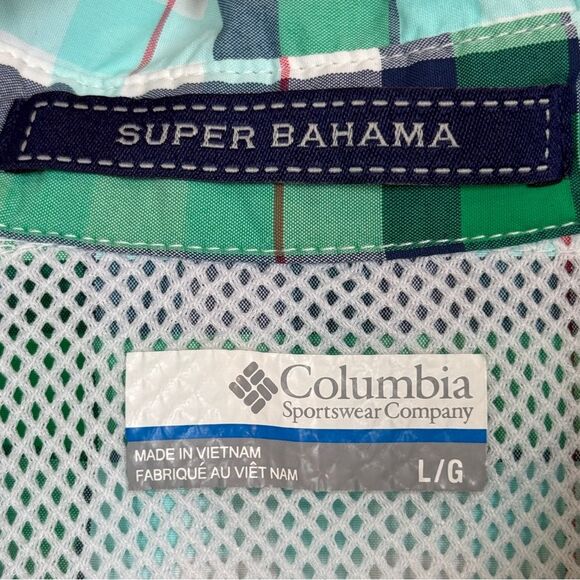 SUPER BAHAMA
Columbia
Sportswear Company
MADE IN VIETNAM
FABRIQUÉ AU VIÊT NAM
L/G